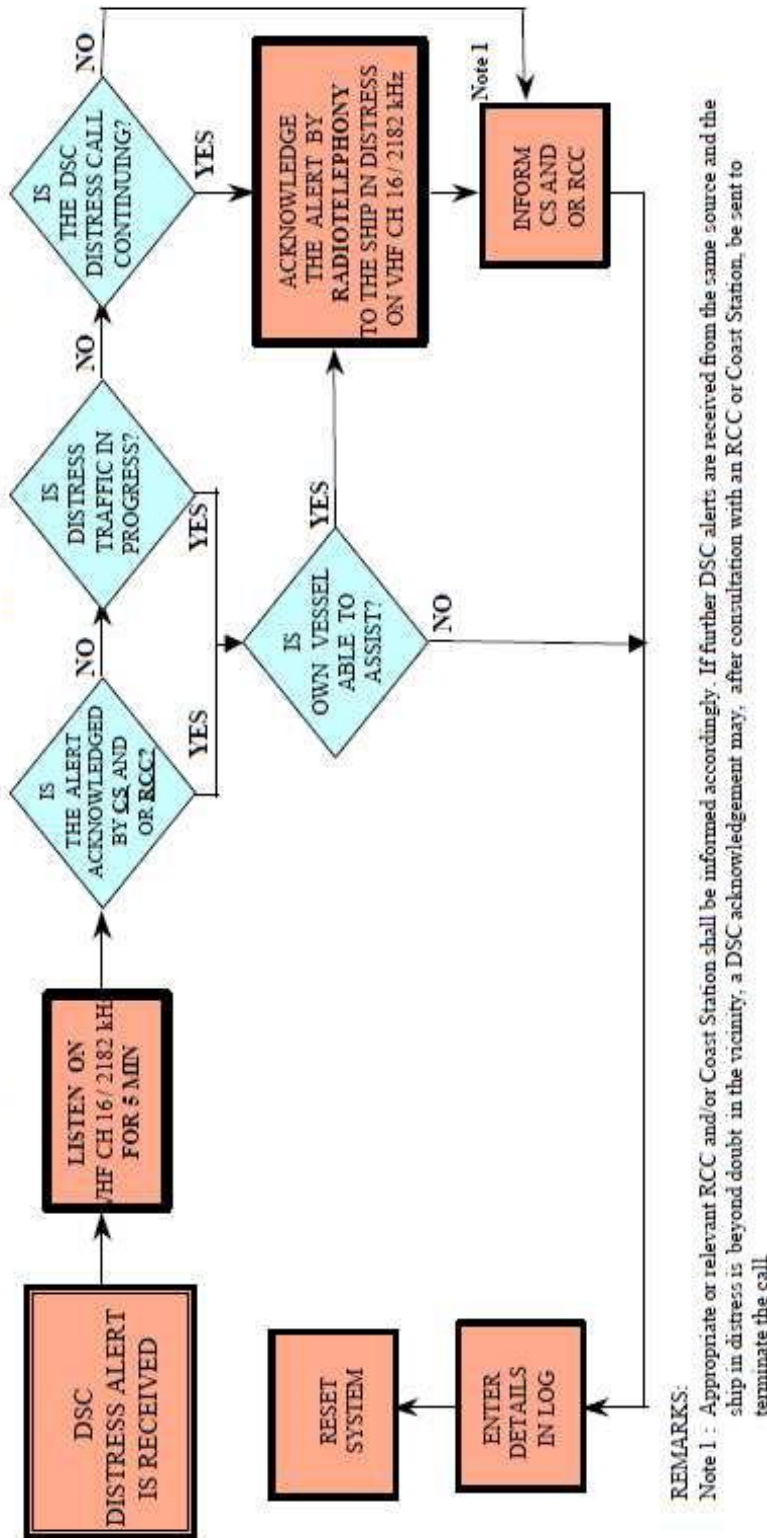 DSC
DISTRESS ALERT
IS RECEIVED
LISTEN ON
VHF CH 16 / 2182 kHz
FOR 5 MIN
IS
THE ALERT
ACKNOWLEDGED
BY CS AND
OR RCC?
NO
YES
IS
DISTRESS
TRAFFIC IN
PROGRESS?
NO
YES
IS
THE DSC
DISTRESS CALL
CONTINUING?
NO
YES
IS
OWN VESSEL
ABLE TO
ASSIST?
YES
NO
ACKNOWLEDGE
THE ALERT BY
RADIOTELEPHONY
TO THE SHIP IN DISTRESS
ON VHF CH 16 / 2182 kHz
Note 1
INFORM
CS AND
OR RCC
RESET
SYSTEM
ENTER
DETAILS
IN LOG
REMARKS:
Note 1 : Appropriate or relevant RCC and/or Coast Station shall be informed accordingly. If further DSC alerts are received from the same source and the
ship in distress is beyond doubt in the vicinity, a DSC acknowledgement may, after consultation with an RCC or Coast Station, be sent to
terminate the call.